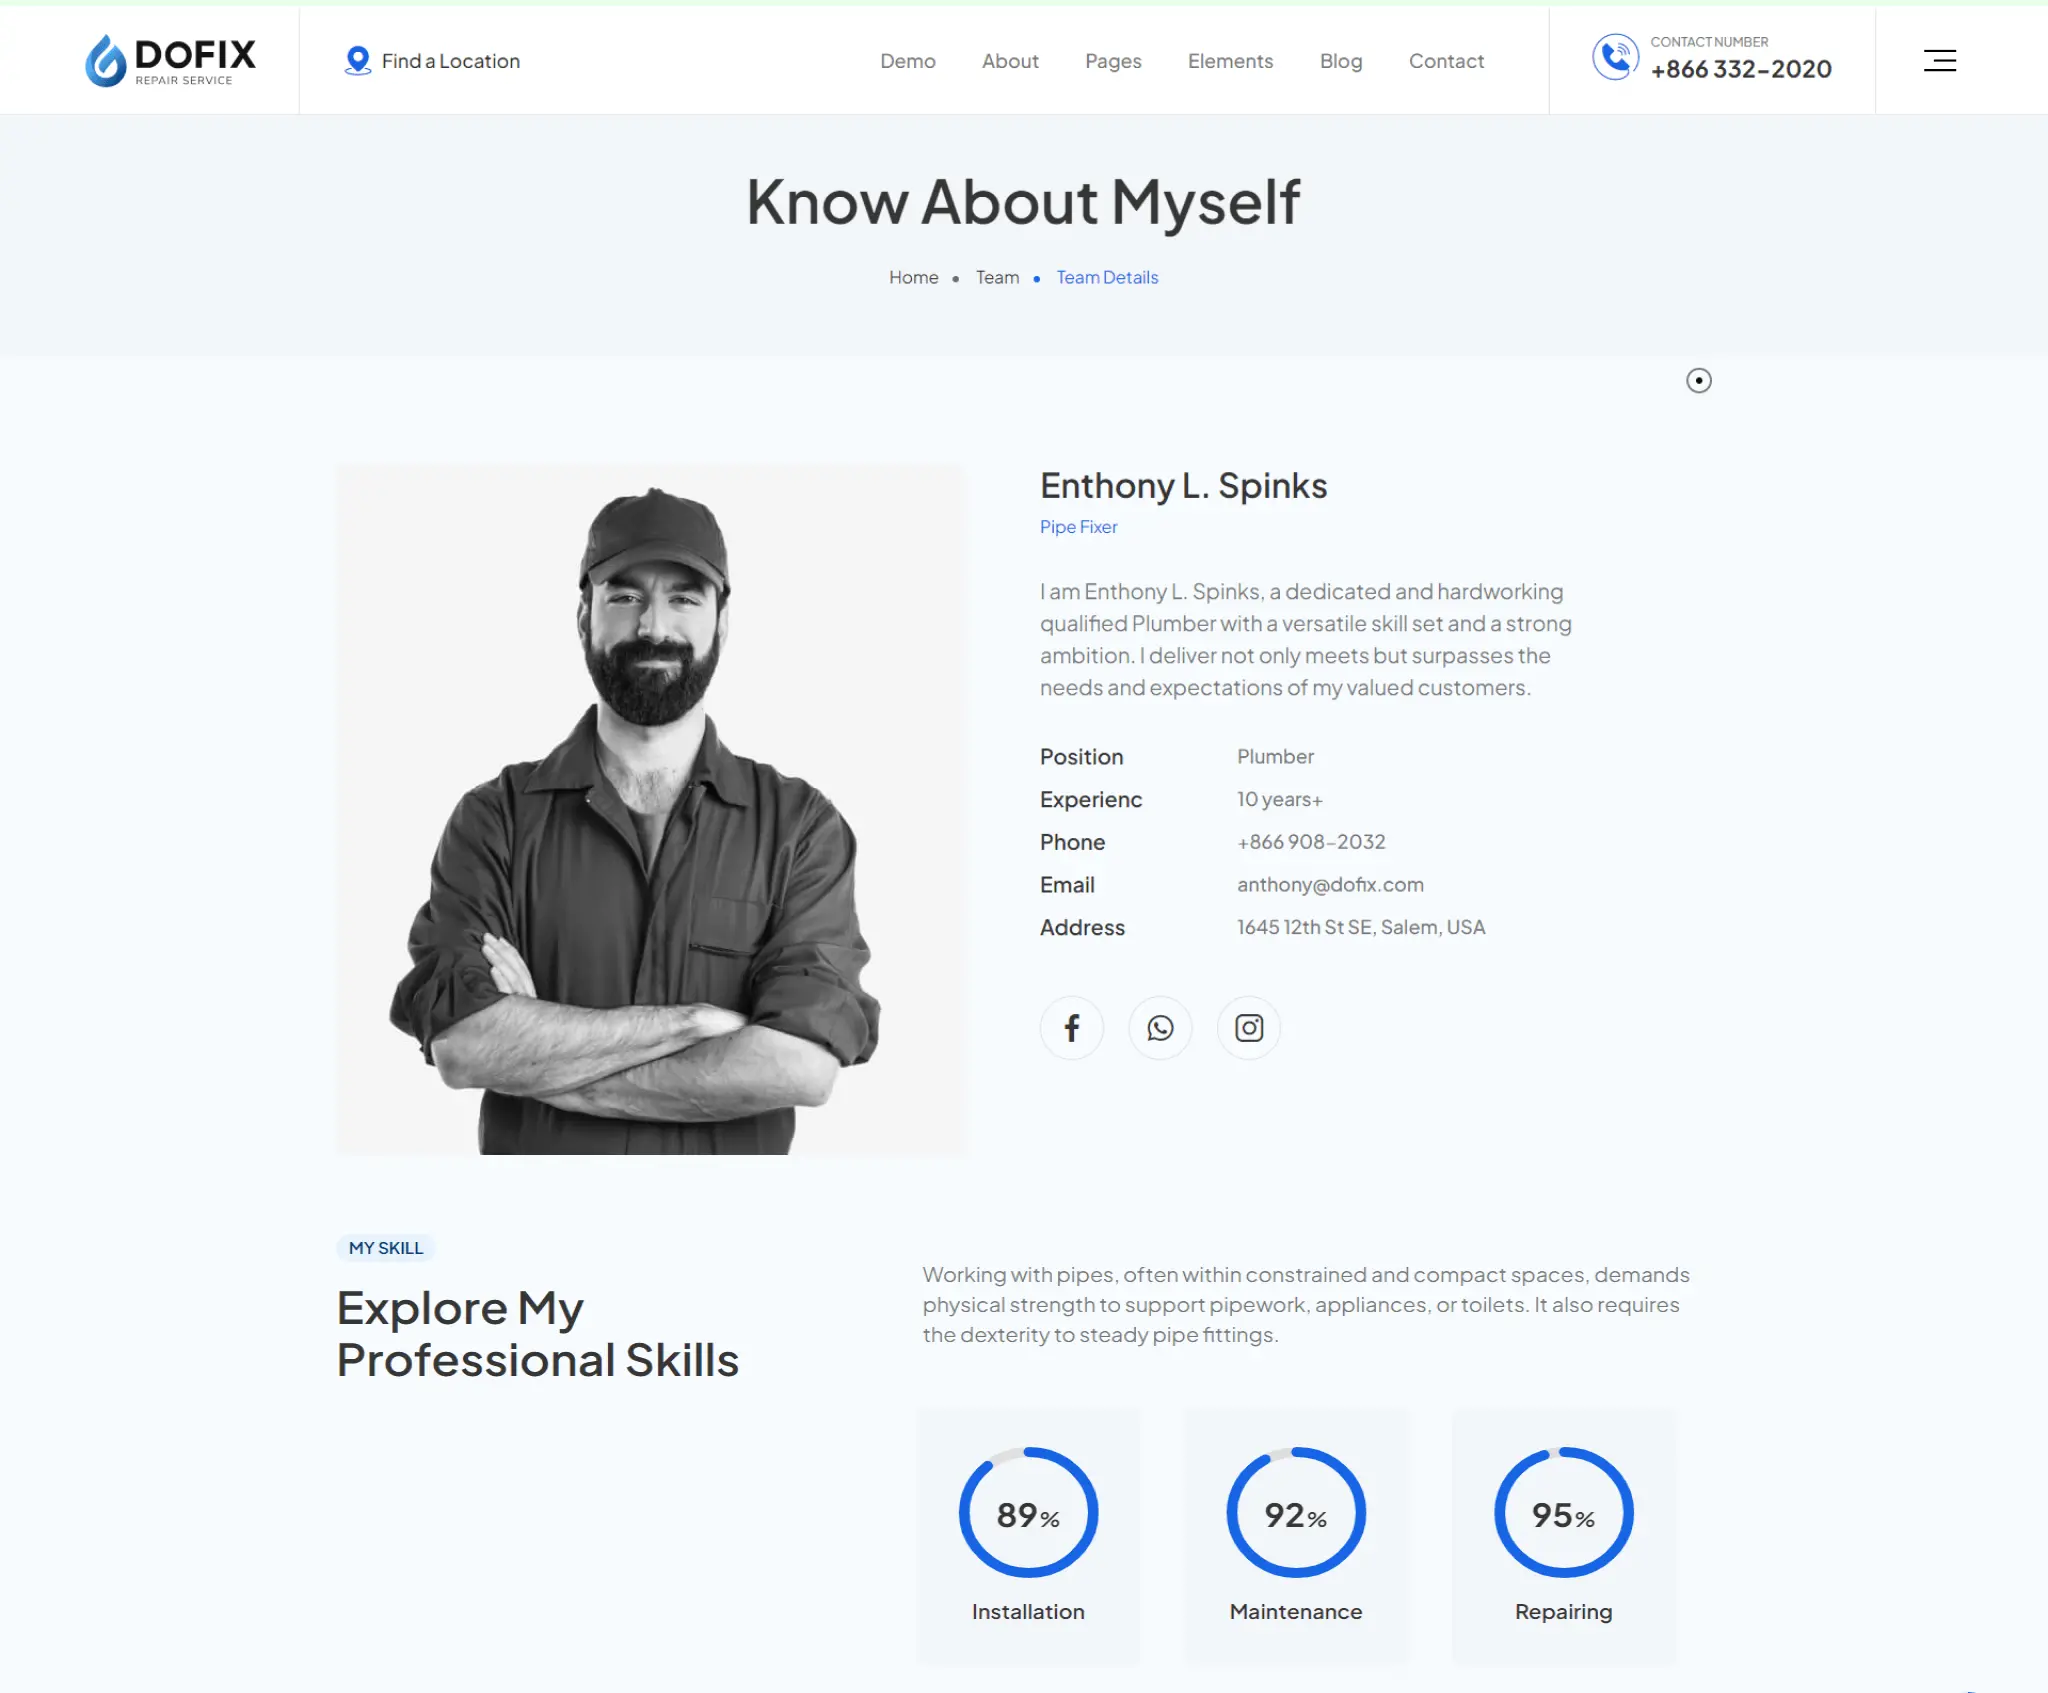 DOFIX
REPAIR SERVICE
Find a Location
Demo
About
Pages
Elements
Blog
Contact
CONTACT NUMBER
+866 332-2020
Know About Myself
Home
Team
Team Details
Enthony L. Spinks
Pipe Fixer
I am Enthony L. Spinks, a dedicated and hardworking
qualified Plumber with a versatile skill set and a strong
ambition. I deliver not only meets but surpasses the
needs and expectations of my valued customers.
Position Plumber
Experienc 10 years+
Phone +866 908-2032
Email anthony@dofix.com
Address 1645 12th St SE, Salem, USA
MY SKILL
Explore My
Professional Skills
Working with pipes, often within constrained and compact spaces, demands
physical strength to support pipework, appliances, or toilets. It also requires
the dexterity to steady pipe fittings.
89%
Installation
92%
Maintenance
95%
Repairing